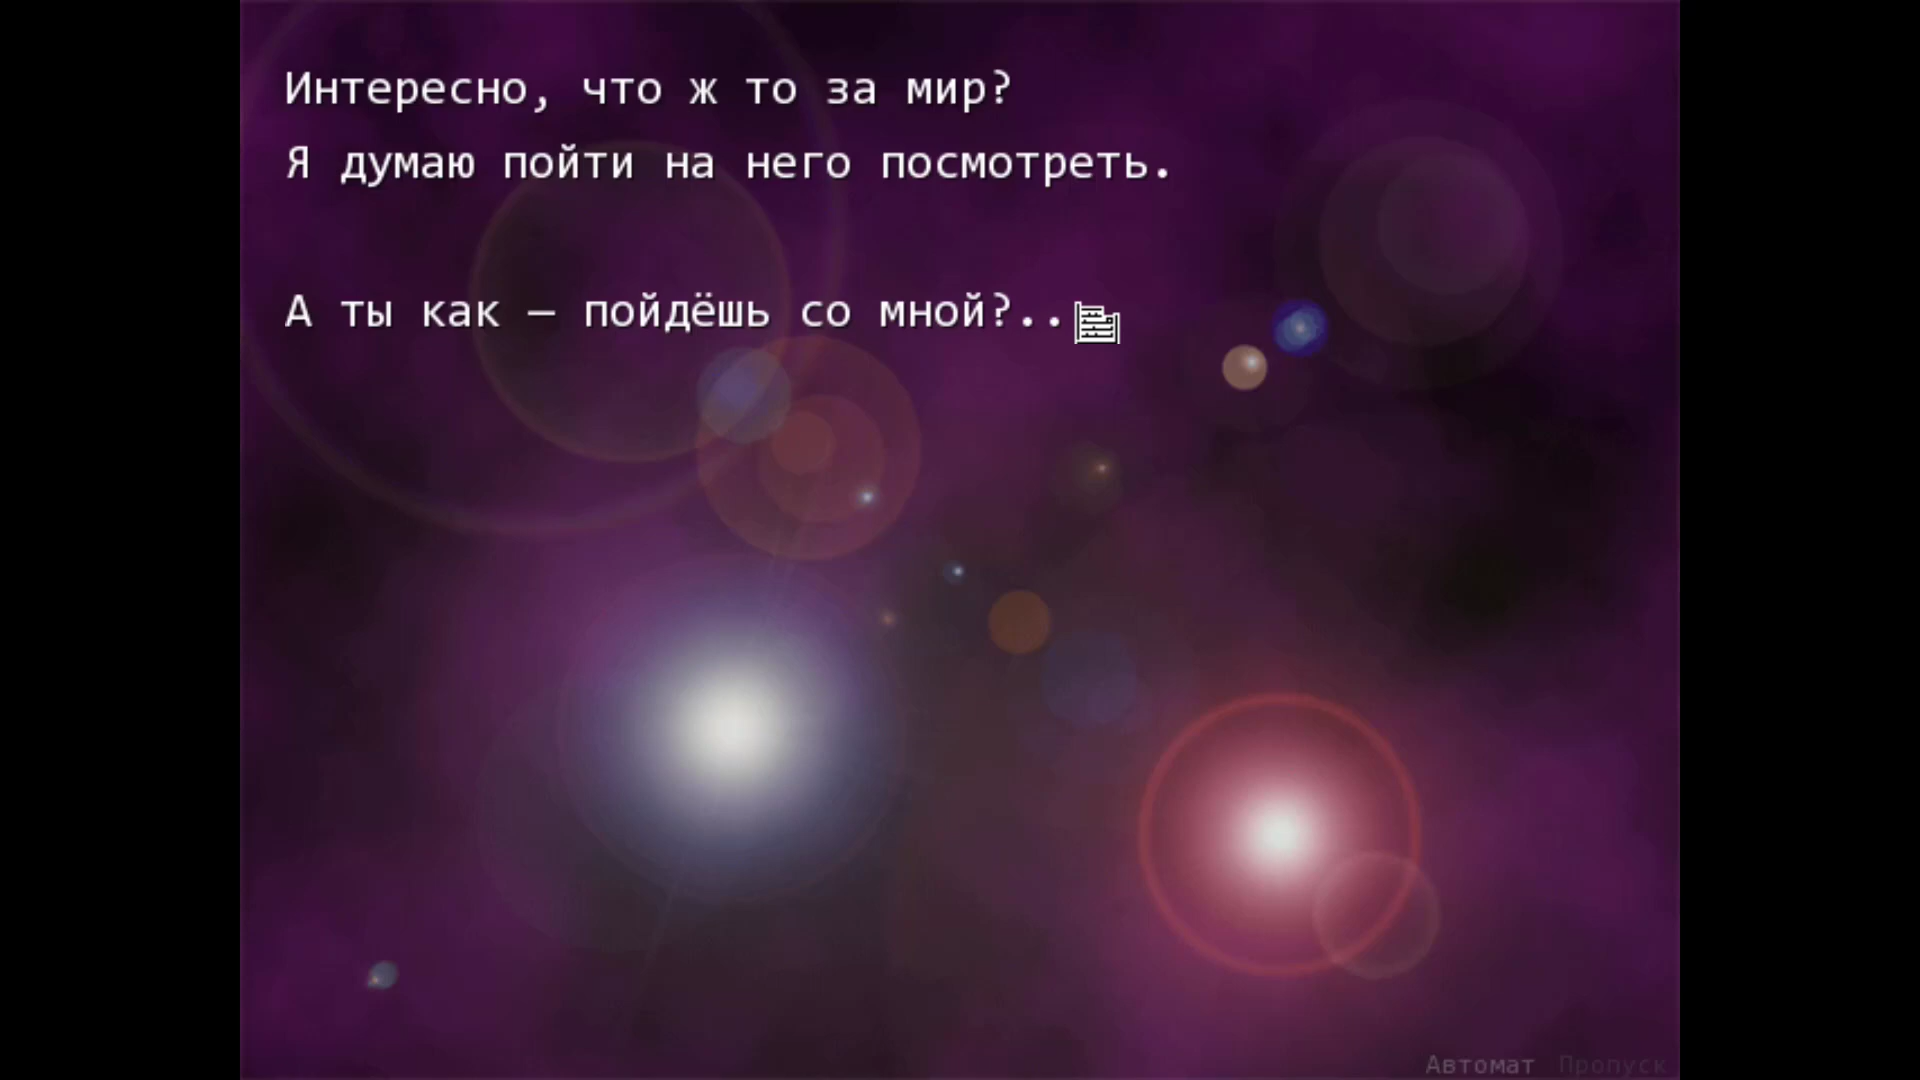 Интересно, что ж то за мир?
Я думаю пойти на него посмотреть.
А ты как — пойдёшь со мной?..
Автомат Пропуск